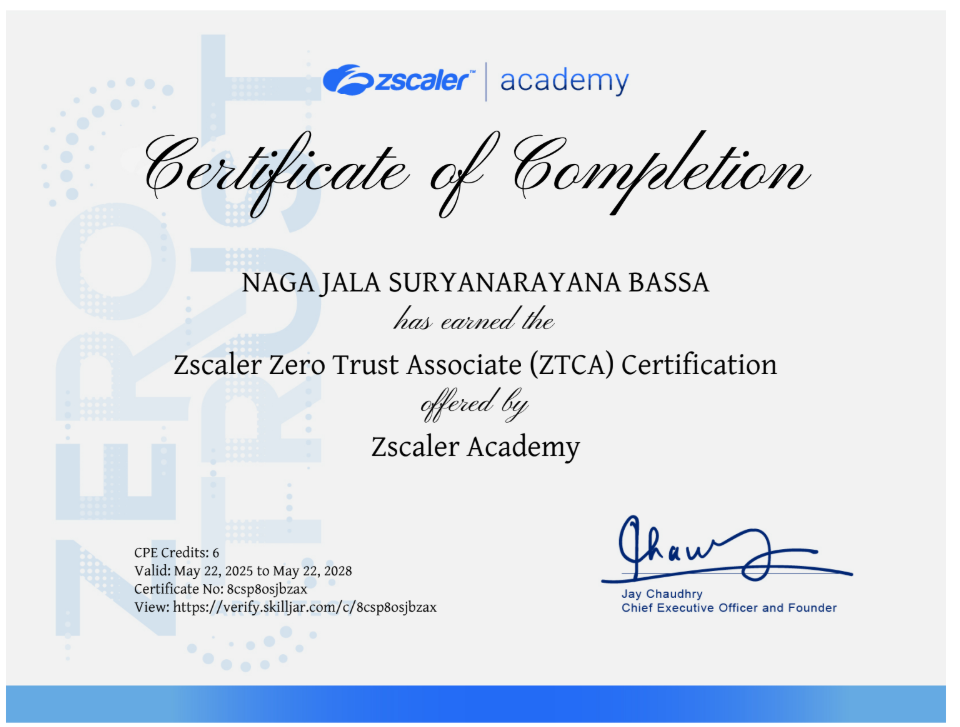 zscaler™ | academy
Certificate of Completion
NAGA JALA SURYANARAYANA BASSA
has earned the
Zscaler Zero Trust Associate (ZTCA) Certification
offered by
Zscaler Academy
CPE Credits: 6
Valid: May 22, 2025 to May 22, 2028
Certificate No: 8csp8osjbzax
View: https://verify.skilljar.com/c/8csp8osjbzax
Jay Chaudhry
Chief Executive Officer and Founder
ZERO
TRUST